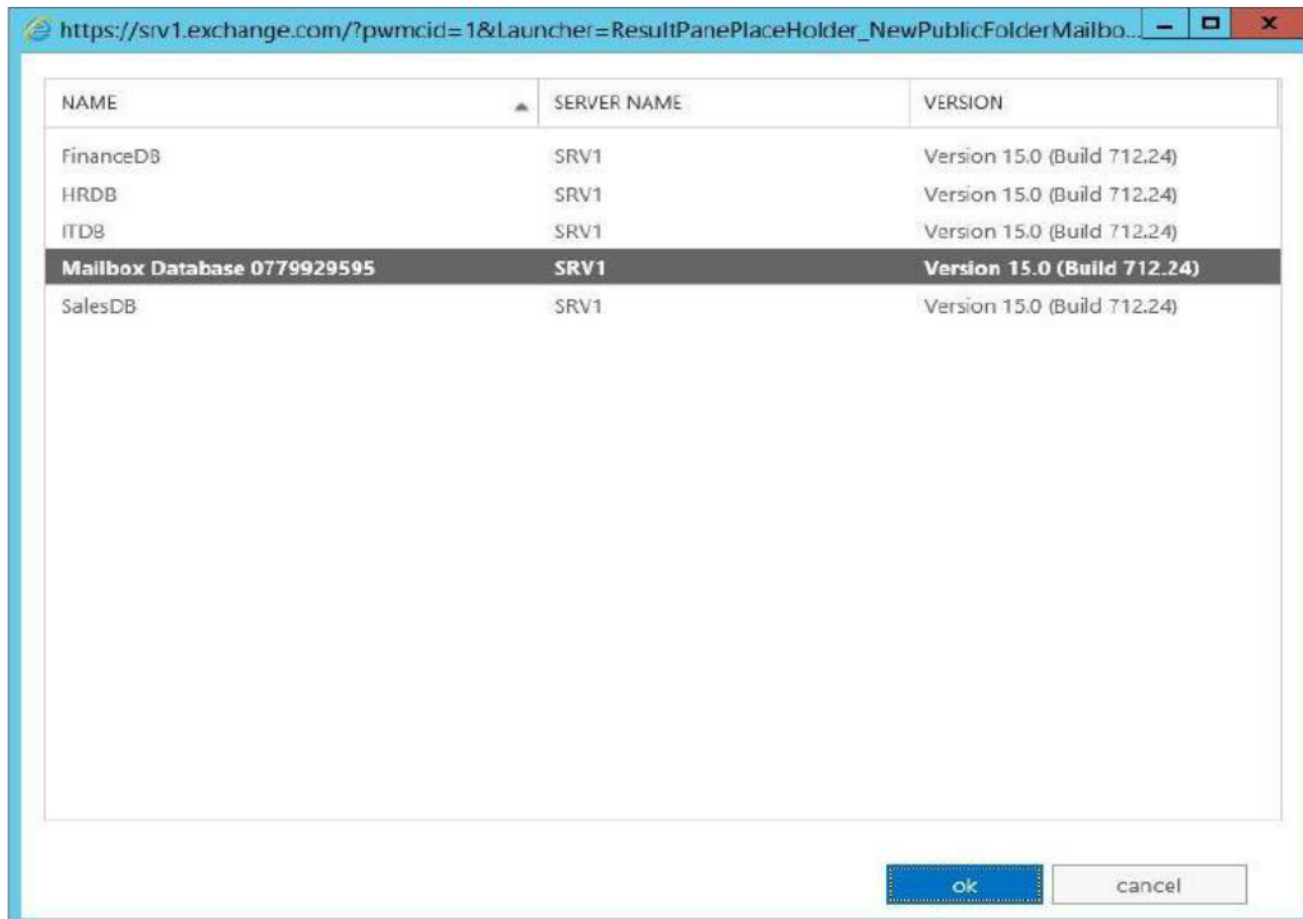 https://srv1.exchange.com/?pwmcid=1&Launcher=ResultPanePlaceHolder_NewPublicFolderMailbo...
NAME SERVER NAME VERSION
FinanceDB SRV1 Version 15.0 (Build 712.24)
HRDB SRV1 Version 15.0 (Build 712.24)
ITDB SRV1 Version 15.0 (Build 712.24)
Mailbox Database 0779929595 SRV1 Version 15.0 (Build 712.24)
SalesDB SRV1 Version 15.0 (Build 712.24)
ok cancel